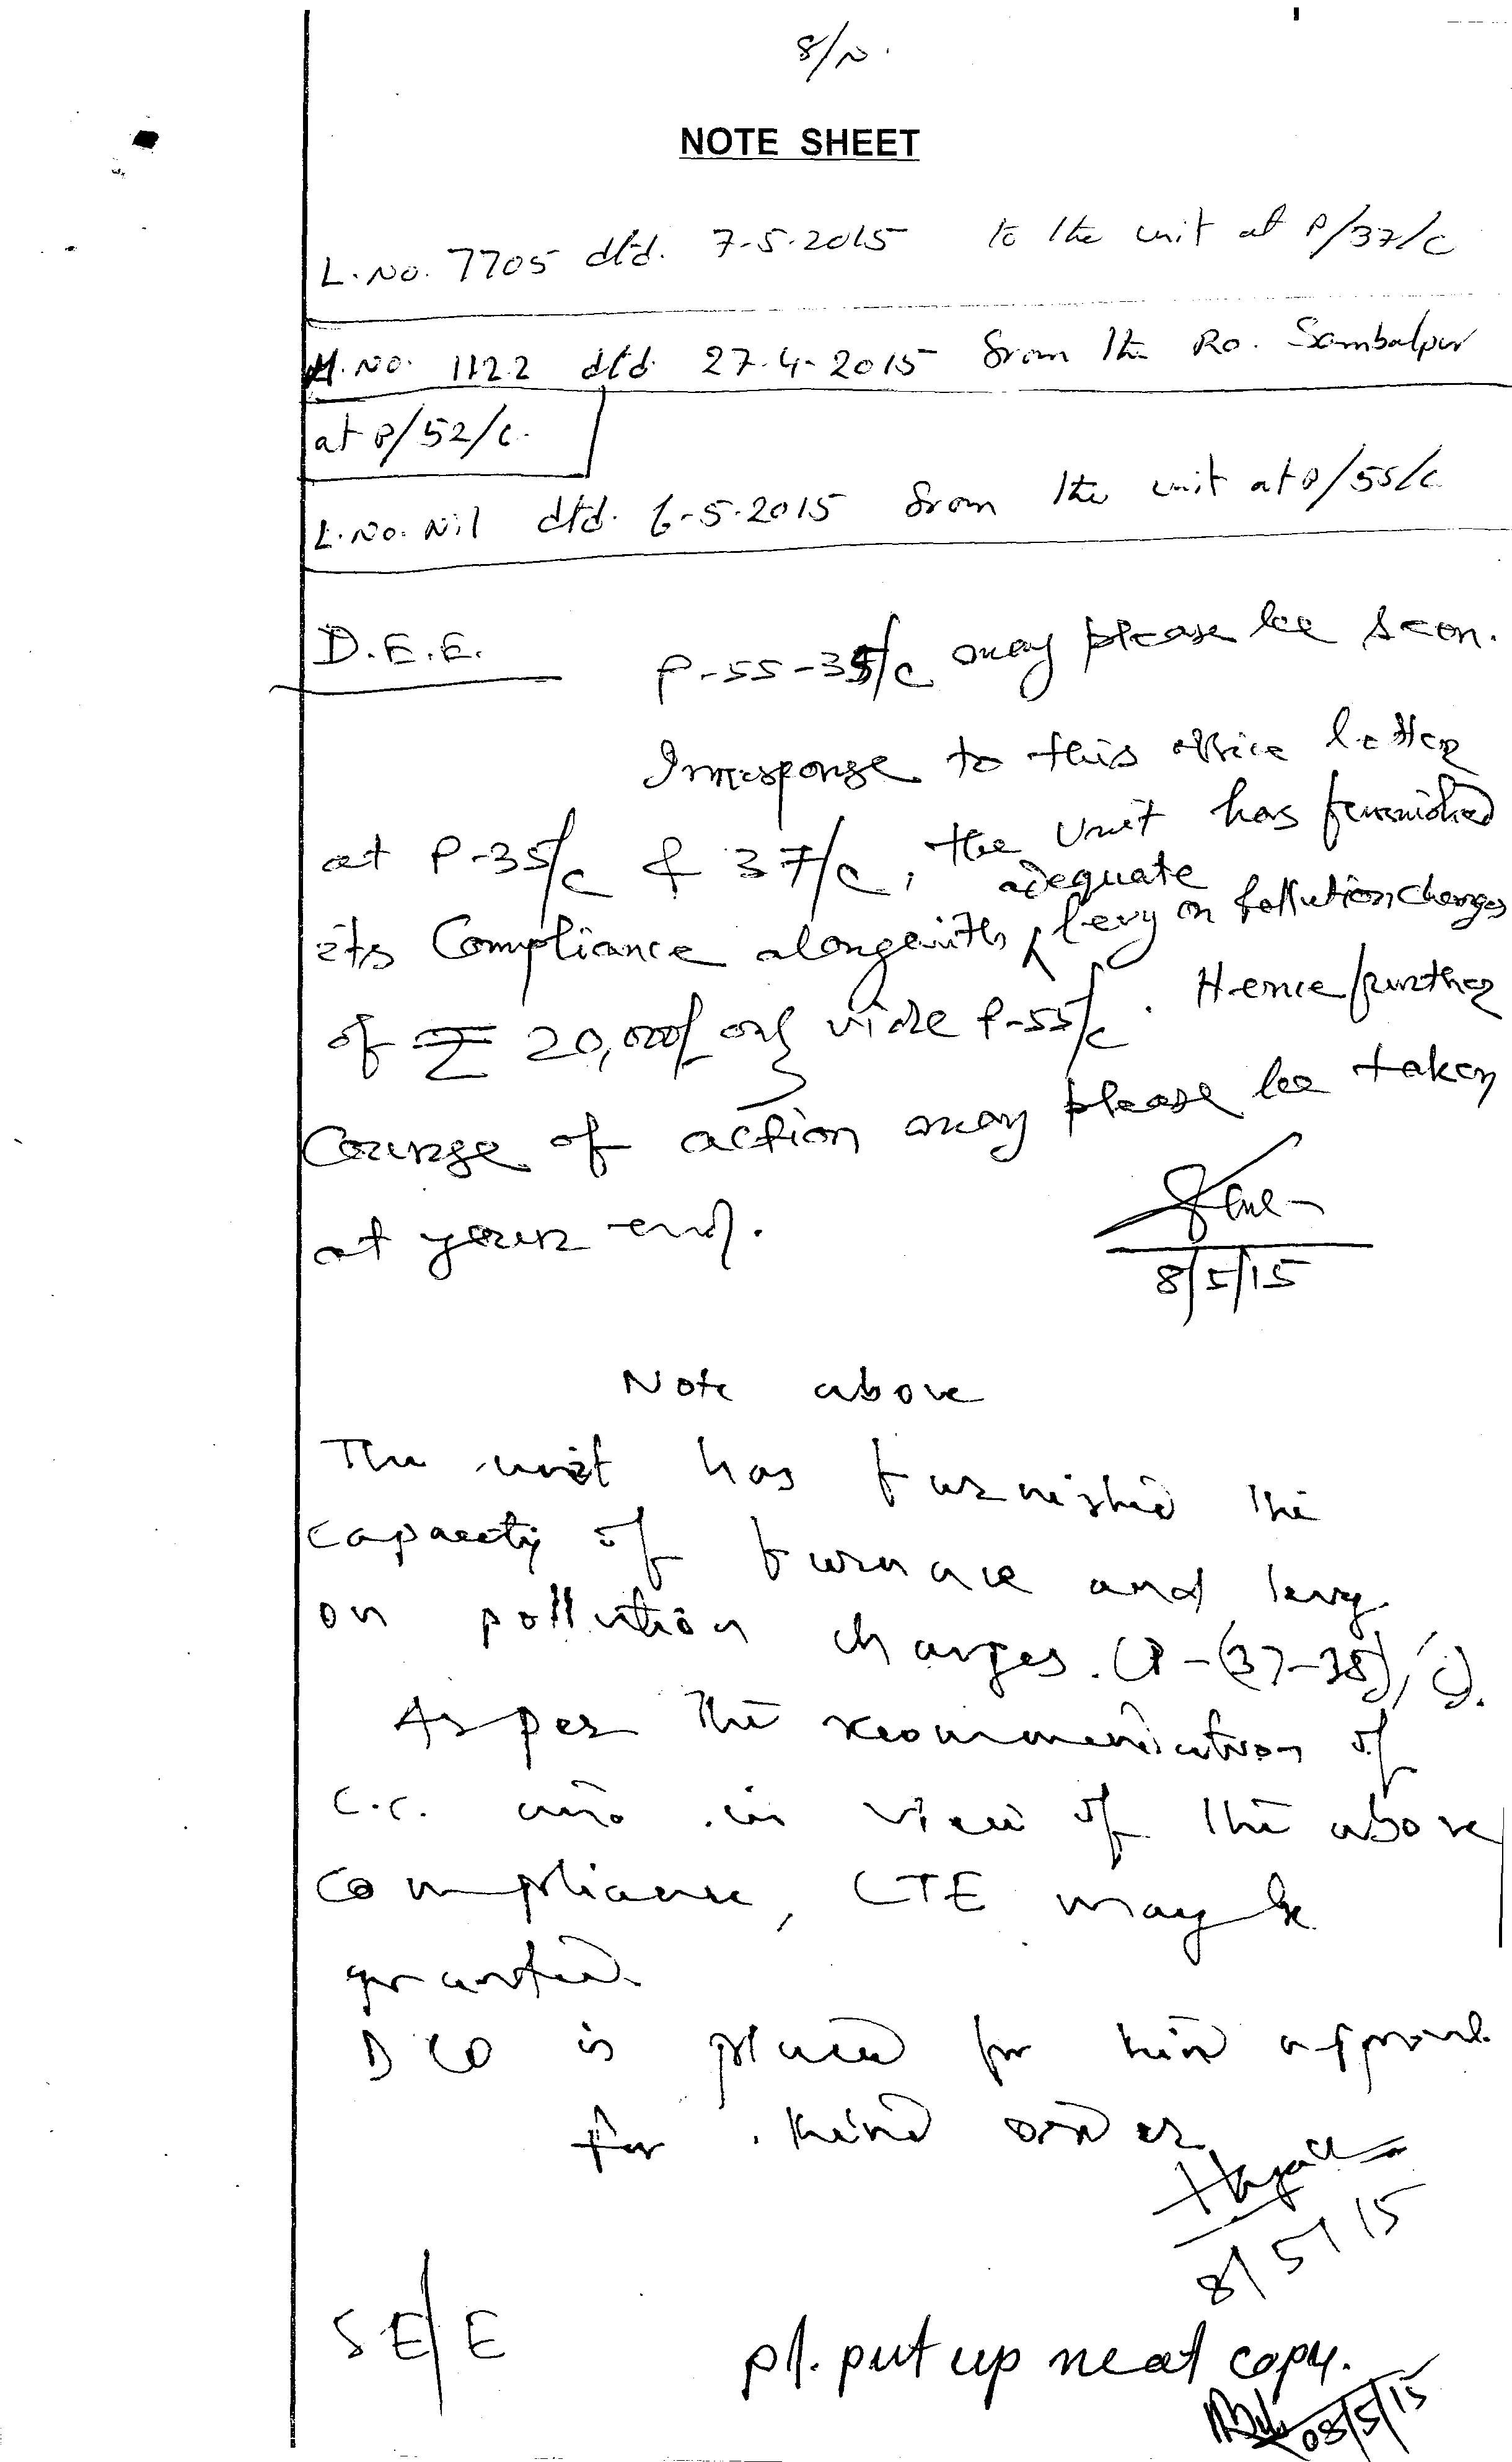 8/N.
NOTE SHEET
L.No. 7705 dtd. 7-5-2015 to the unit at P/37/c
M.No. 1122 dtd. 27-4-2015 from the Ro. Sambalpur
at P/52/c.
L.No. Nil dtd. 6-5-2015 from the unit at P/55/c
D.E.E.
P-55-35/c may please be seen.
In response to this office letter
at P-35/c & 37/c, the Unit has furnished
its Compliance alongwith adequate levy on Pollution charges
of ₹ 20,000/- only vide P-55/c. Hence further
Course of action may please be taken
at your end.
8/5/15
Note above
The unit has furnished the
capacity of furnace and levy
on pollution charges. (P-(37-38)/c).
As per the recommendation of
C.C. and in view of the above
compliance, CTE may be
granted.
DCO is placed for kind approval
for kind order
8/5/15
SE/E
pl. put up neat copy.
08/5/15